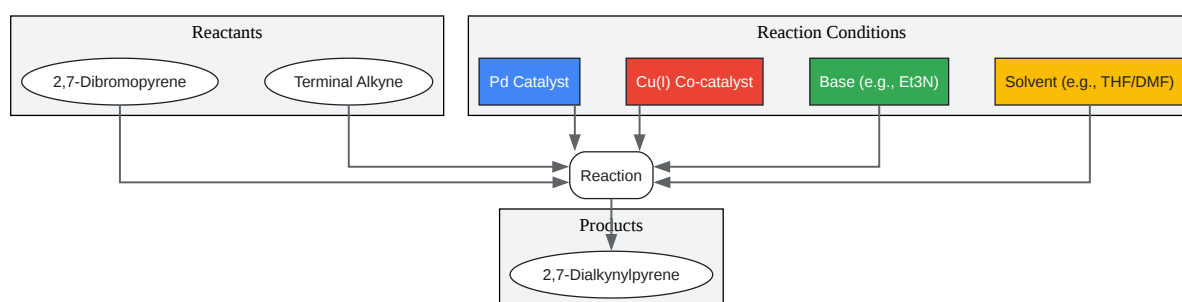 Reactants
Reaction Conditions
2,7-Dibromopyrene
Terminal Alkyne
Pd Catalyst
Cu(I) Co-catalyst
Base (e.g., Et3N)
Solvent (e.g., THF/DMF)
Reaction
Products
2,7-Dialkynylpyrene